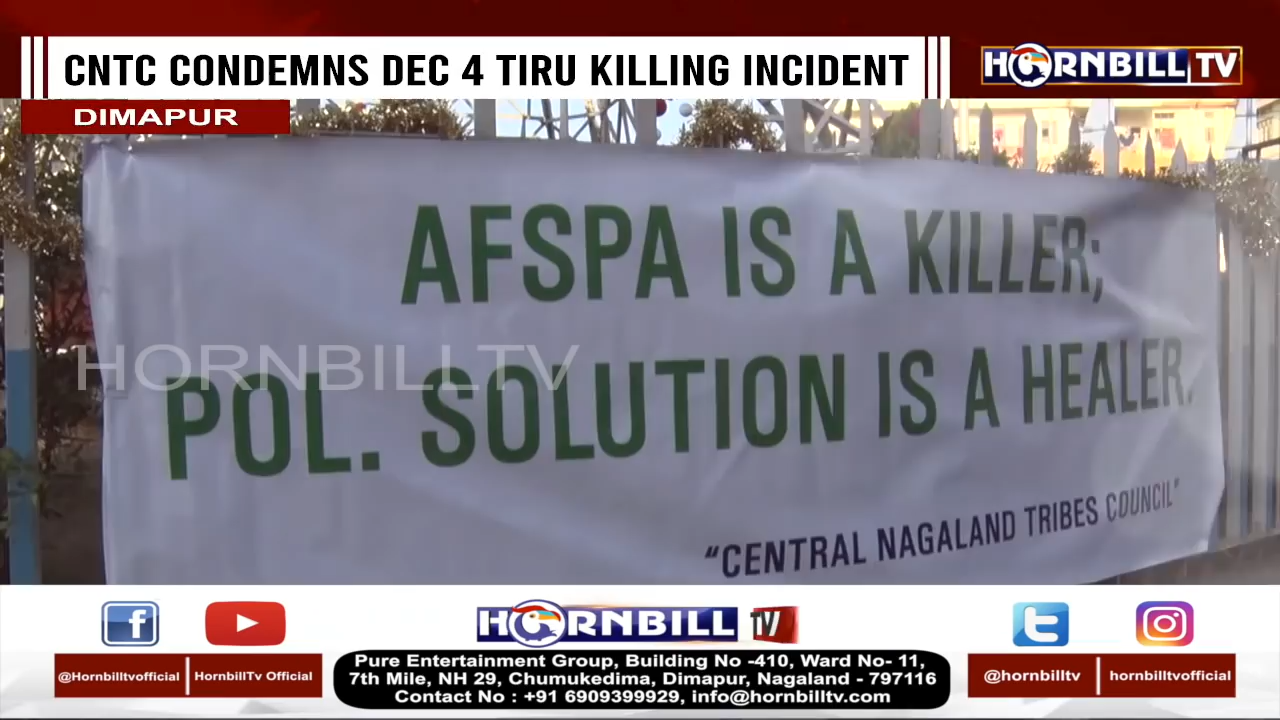 CNTC CONDEMNS DEC 4 TIRU KILLING INCIDENT
HORNBILL TV
DIMAPUR
AFSPA IS A KILLER;
HORNBILLTV
POL. SOLUTION IS A HEALER.
"CENTRAL NAGALAND TRIBES COUNCIL"
HORNBILL TV
@Hornbilltvofficial
HornbillTv Official
Pure Entertainment Group, Building No -410, Ward No- 11,
7th Mile, NH 29, Chumukedima, Dimapur, Nagaland - 797116
Contact No : +91 6909399929, info@hornbilltv.com
@hornbilltv
hornbilltvofficial